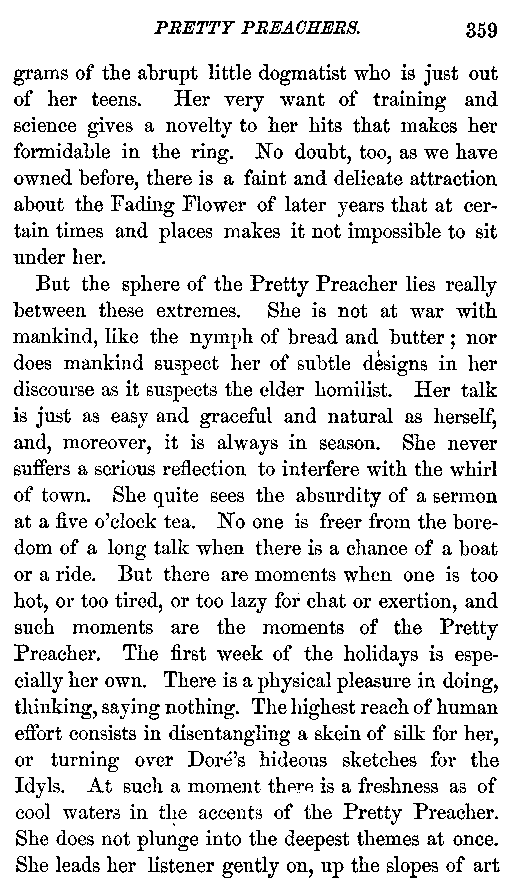 PRETTY PREACHERS. 359
grams of the abrupt little dogmatist who is just out
of her teens. Her very want of training and
science gives a novelty to her hits that makes her
formidable in the ring. No doubt, too, as we have
owned before, there is a faint and delicate attraction
about the Fading Flower of later years that at cer-
tain times and places makes it not impossible to sit
under her.
But the sphere of the Pretty Preacher lies really
between these extremes. She is not at war with
mankind, like the nymph of bread and butter; nor
does mankind suspect her of subtle designs in her
discourse as it suspects the elder homilist. Her talk
is just as easy and graceful and natural as herself,
and, moreover, it is always in season. She never
suffers a serious reflection to interfere with the whirl
of town. She quite sees the absurdity of a sermon
at a five o'clock tea. No one is freer from the bore-
dom of a long talk when there is a chance of a boat
or a ride. But there are moments when one is too
hot, or too tired, or too lazy for chat or exertion, and
such moments are the moments of the Pretty
Preacher. The first week of the holidays is espe-
cially her own. There is a physical pleasure in doing,
thinking, saying nothing. The highest reach of human
effort consists in disentangling a skein of silk for her,
or turning over Doré's hideous sketches for the
Idyls. At such a moment there is a freshness as of
cool waters in the accents of the Pretty Preacher.
She does not plunge into the deepest themes at once.
She leads her listener gently on, up the slopes of art